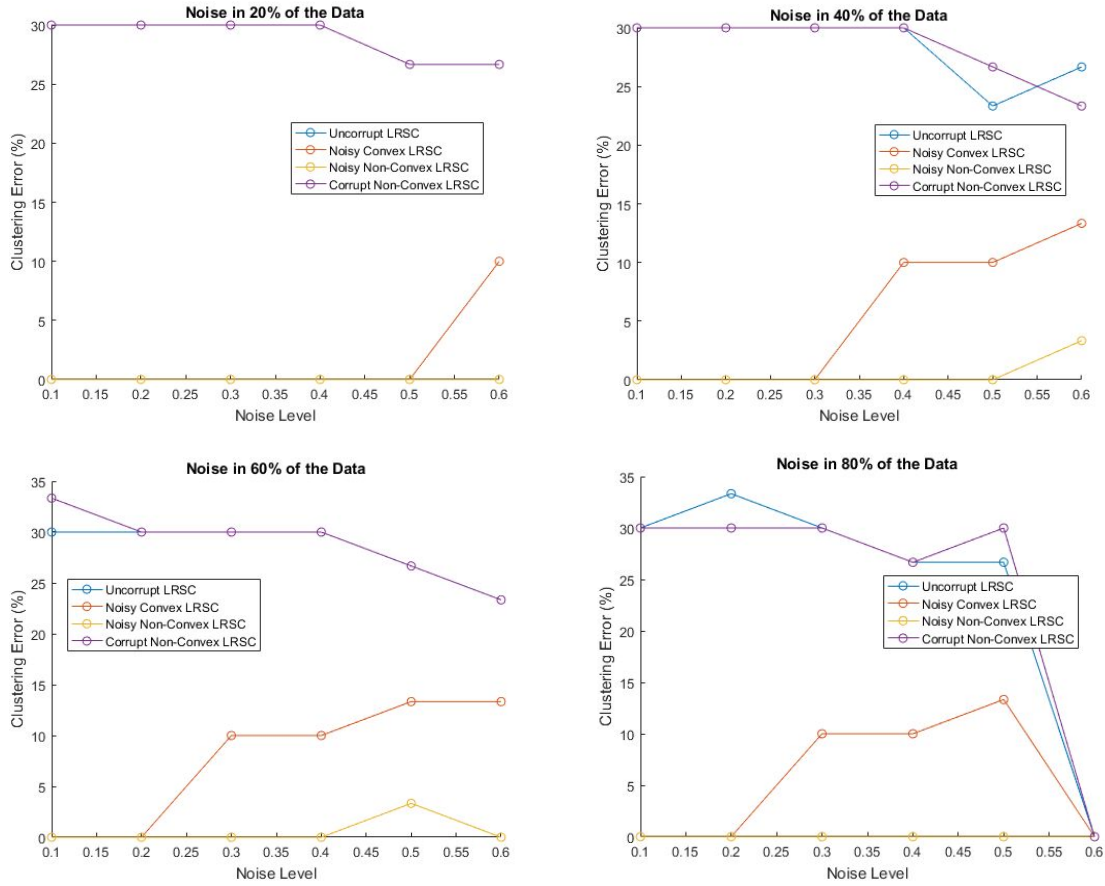 Noise in 20% of the Data
30
25
20
15
10
5
0
Clustering Error (%)
Uncorrupt LRSC
Noisy Convex LRSC
Noisy Non-Convex LRSC
Corrupt Non-Convex LRSC
0.1 0.15 0.2 0.25 0.3 0.35 0.4 0.45 0.5 0.55 0.6
Noise Level
Noise in 40% of the Data
30
25
20
15
10
5
0
Clustering Error (%)
Uncorrupt LRSC
Noisy Convex LRSC
Noisy Non-Convex LRSC
Corrupt Non-Convex LRSC
0.1 0.15 0.2 0.25 0.3 0.35 0.4 0.45 0.5 0.55 0.6
Noise Level
Noise in 60% of the Data
35
30
25
20
15
10
5
0
Clustering Error (%)
Uncorrupt LRSC
Noisy Convex LRSC
Noisy Non-Convex LRSC
Corrupt Non-Convex LRSC
0.1 0.15 0.2 0.25 0.3 0.35 0.4 0.45 0.5 0.55 0.6
Noise Level
Noise in 80% of the Data
35
30
25
20
15
10
5
0
Clustering Error (%)
Uncorrupt LRSC
Noisy Convex LRSC
Noisy Non-Convex LRSC
Corrupt Non-Convex LRSC
0.1 0.15 0.2 0.25 0.3 0.35 0.4 0.45 0.5 0.55 0.6
Noise Level